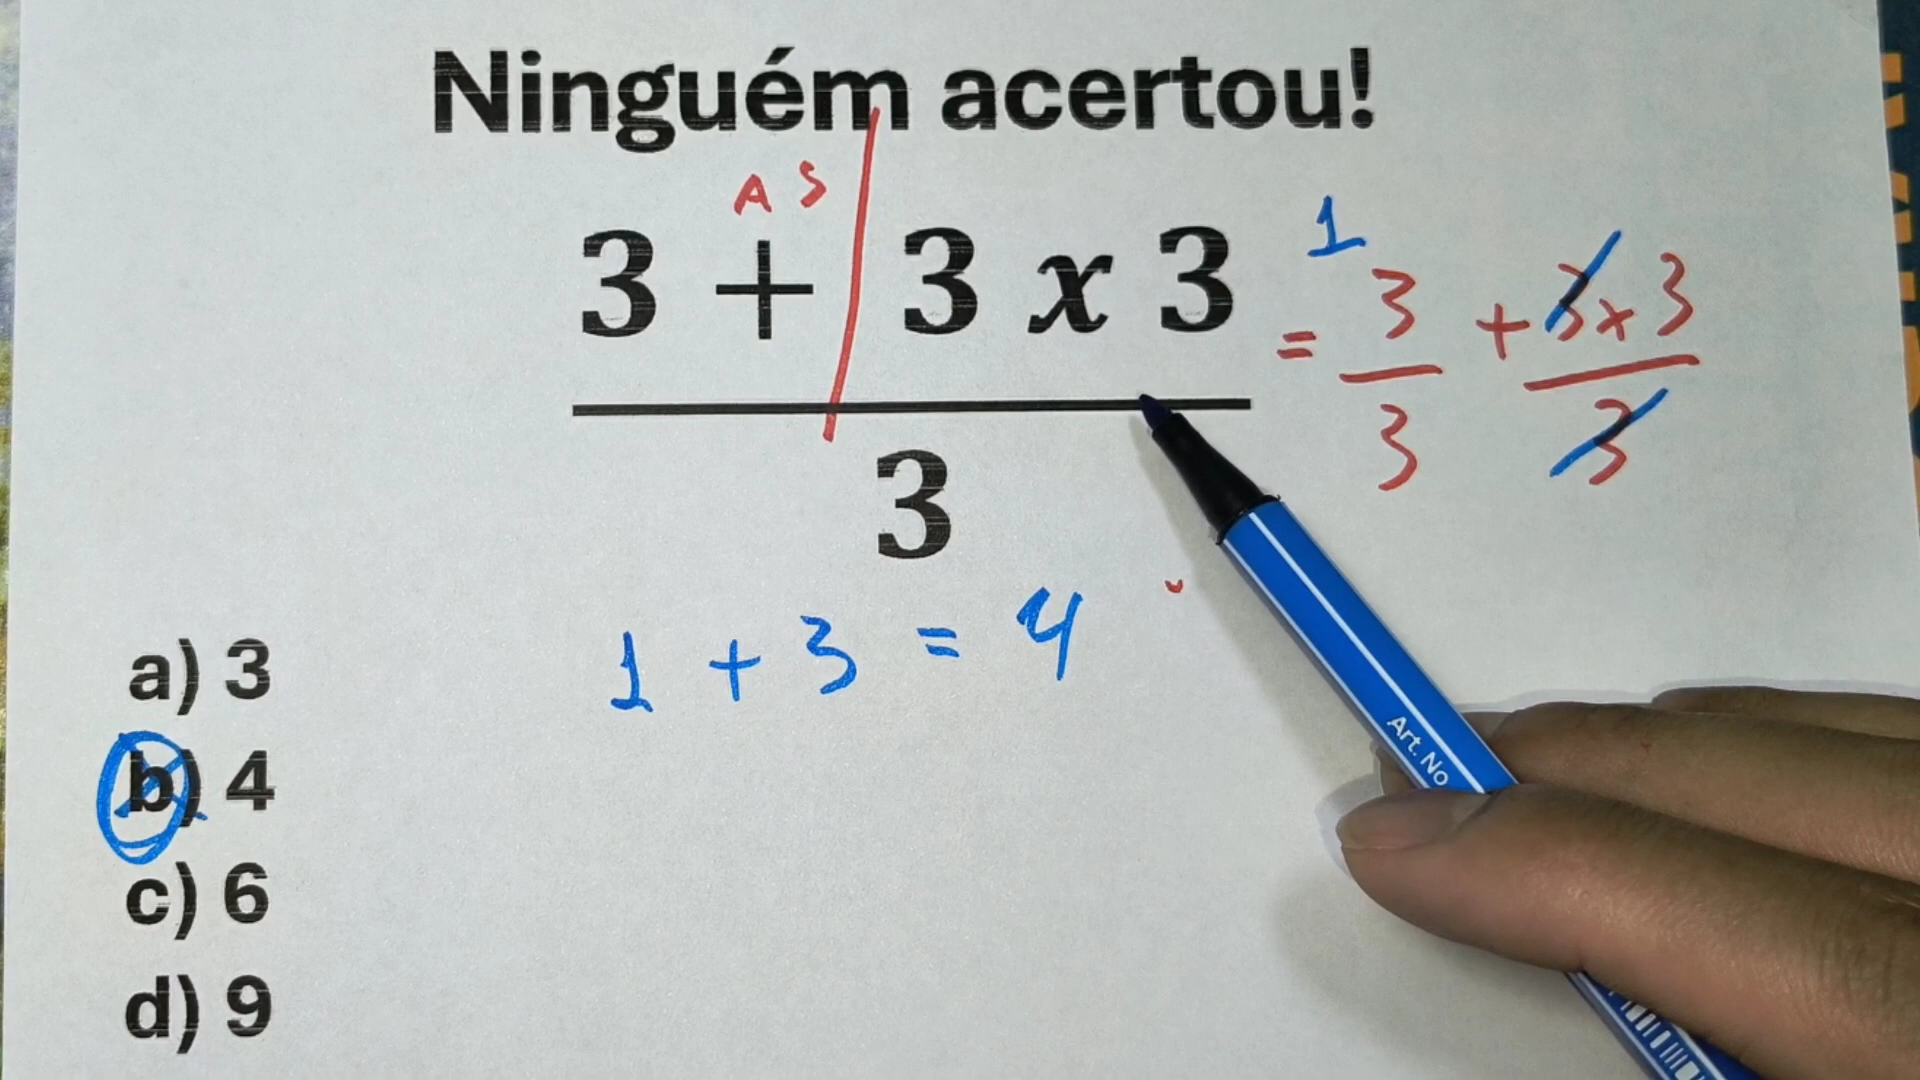 Ninguém acertou!
A S
3 + 3 x 3
3
= 3/3 + 3x3/3
1
1 + 3 = 4
a) 3
b) 4
c) 6
d) 9
Art. No